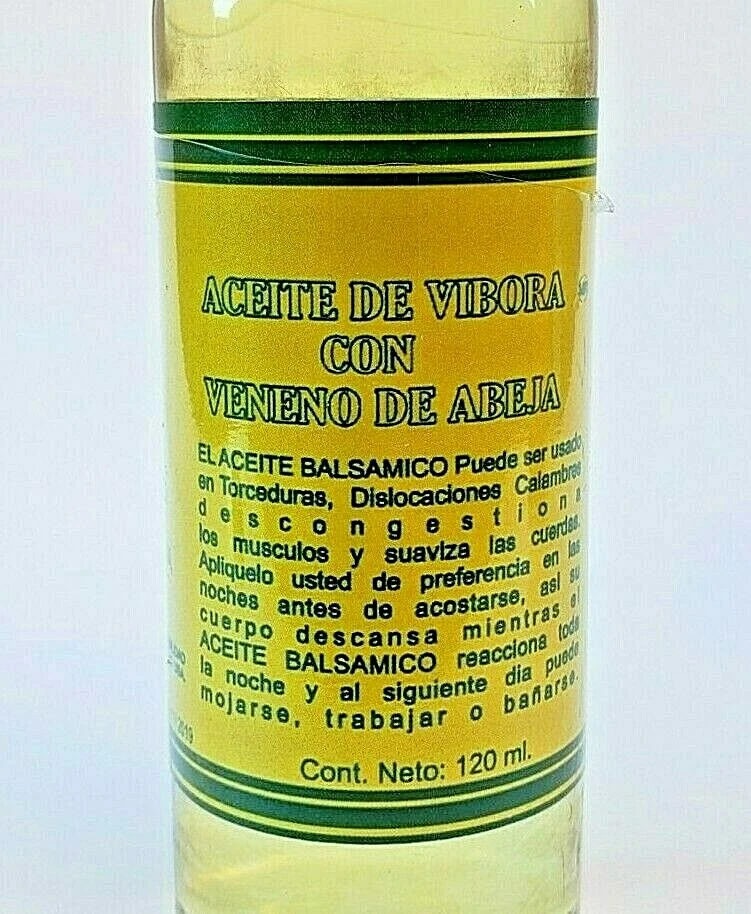 ACEITE DE VIBORA
CON
VENENO DE ABEJA
EL ACEITE BALSAMICO Puede ser usado
en Torceduras, Dislocaciones Calambres
descongestiona
los musculos y suaviza las cuerdas.
Apliquelo usted de preferencia en las
noches antes de acostarse, asi su
cuerpo descansa mientras el
ACEITE BALSAMICO reacciona toda
la noche y al siguiente dia puede
mojarse, trabajar o bañarse.
2019
Cont. Neto: 120 ml.